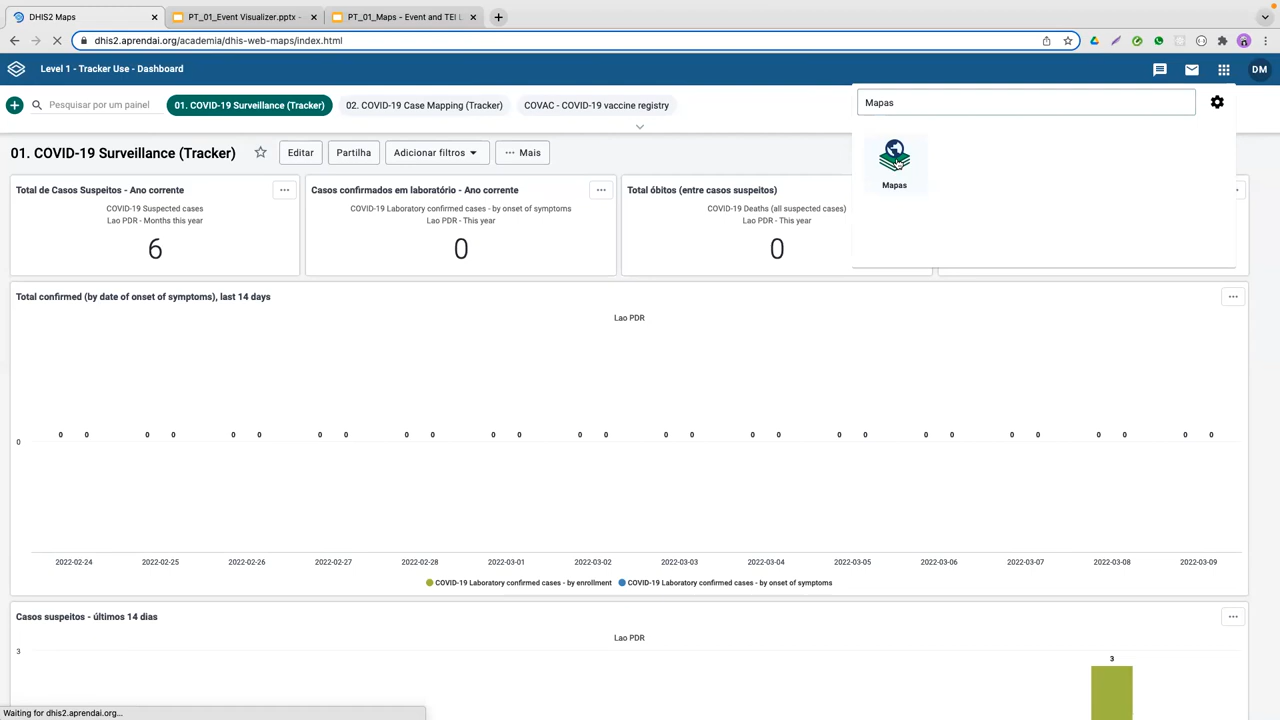 DHIS2 Maps
PT_01_Event Visualizer.pptx -
PT_01_Maps - Event and TEI L
dhis2.aprendai.org/academia/dhis-web-maps/index.html
Level 1 - Tracker Use - Dashboard
DM
Pesquisar por um painel
01. COVID-19 Surveillance (Tracker)
02. COVID-19 Case Mapping (Tracker)
COVAC - COVID-19 vaccine registry
Mapas
Mapas
01. COVID-19 Surveillance (Tracker)
Editar
Partilha
Adicionar filtros
Mais
Total de Casos Suspeitos - Ano corrente
COVID-19 Suspected cases
Lao PDR - Months this year
6
Casos confirmados em laboratório - Ano corrente
COVID-19 Laboratory confirmed cases - by onset of symptoms
Lao PDR - This year
0
Total óbitos (entre casos suspeitos)
COVID-19 Deaths (all suspected cases)
Lao PDR - This year
0
Total confirmed (by date of onset of symptoms), last 14 days
Lao PDR
0 0 0 0 0 0 0 0 0 0 0 0 0 0 0 0 0 0 0 0 0 0 0 0 0 0 0 0
0
2022-02-24 2022-02-25 2022-02-26 2022-02-27 2022-02-28 2022-03-01 2022-03-02 2022-03-03 2022-03-04 2022-03-05 2022-03-06 2022-03-07 2022-03-08 2022-03-09
COVID-19 Laboratory confirmed cases - by enrollment
COVID-19 Laboratory confirmed cases - by onset of symptoms
Casos suspeitos - últimos 14 dias
Lao PDR
3
3
Waiting for dhis2.aprendai.org...